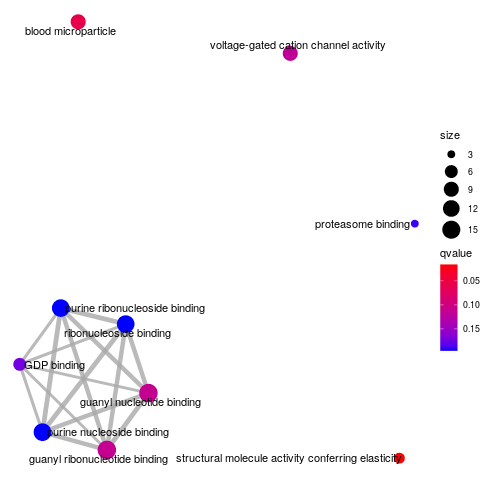 blood microparticle
voltage-gated cation channel activity
size
3
6
9
12
15
proteasome binding
qvalue
0.05
0.10
0.15
purine ribonucleoside binding
ribonucleoside binding
GDP binding
guanyl nucleotide binding
purine nucleoside binding
guanyl ribonucleotide binding
structural molecule activity conferring elasticity